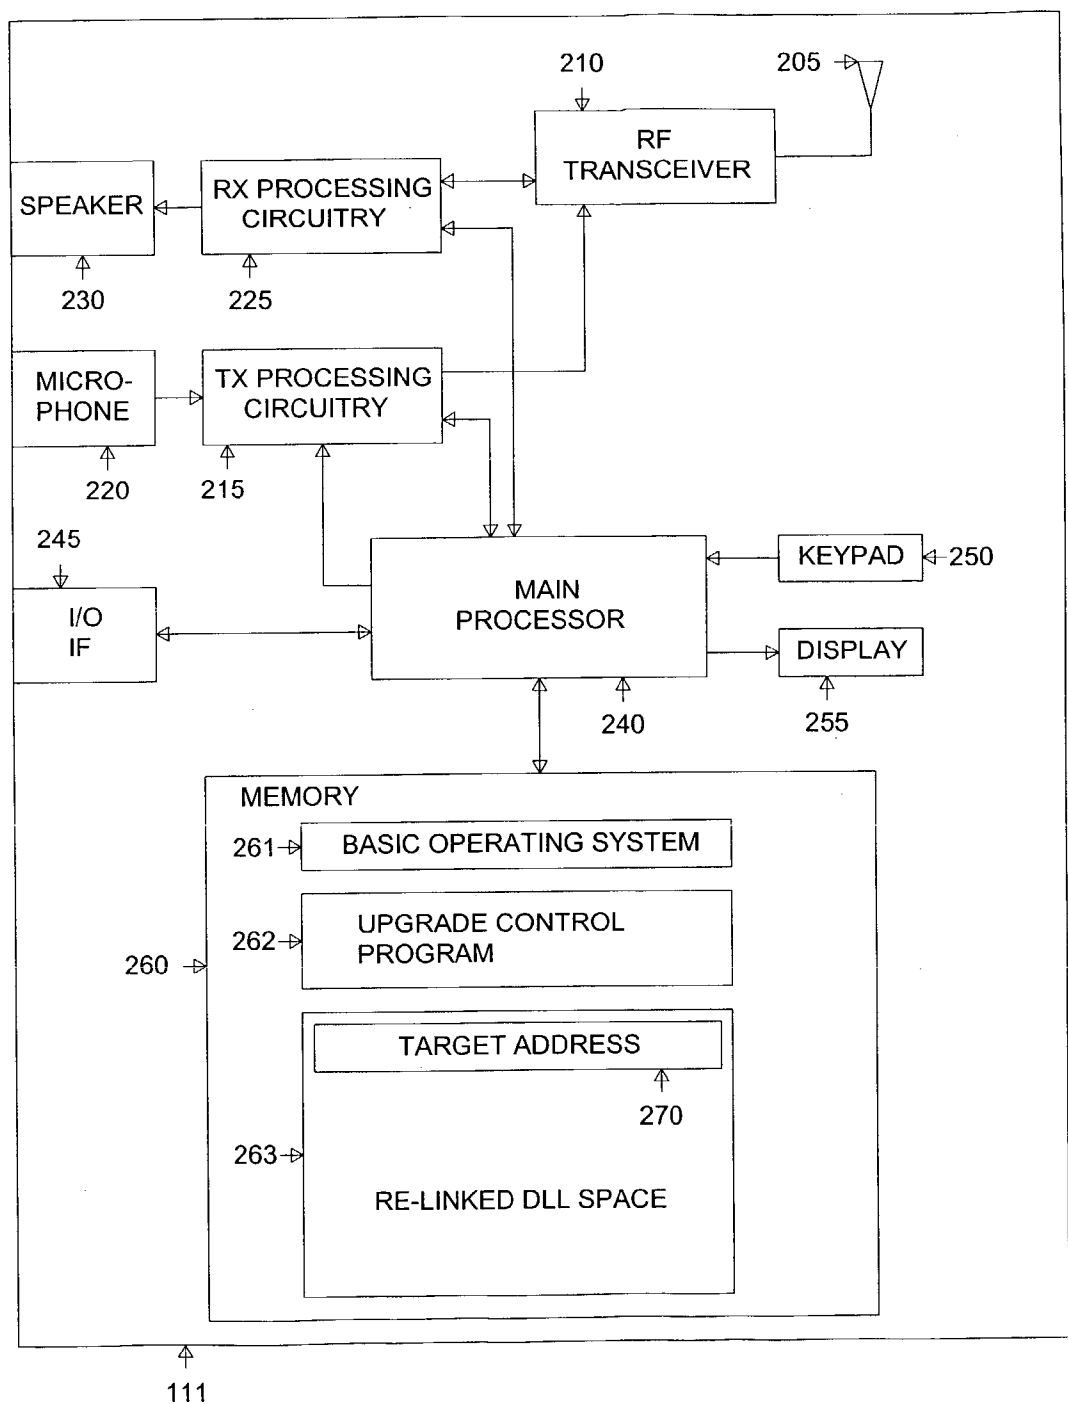 210
205
RF
TRANSCEIVER
SPEAKER
RX PROCESSING
CIRCUITRY
230
225
MICRO-
PHONE
TX PROCESSING
CIRCUITRY
220
215
245
I/O
IF
MAIN
PROCESSOR
KEYPAD
250
DISPLAY
240
255
MEMORY
261
BASIC OPERATING SYSTEM
262
UPGRADE CONTROL
PROGRAM
260
TARGET ADDRESS
270
263
RE-LINKED DLL SPACE
111